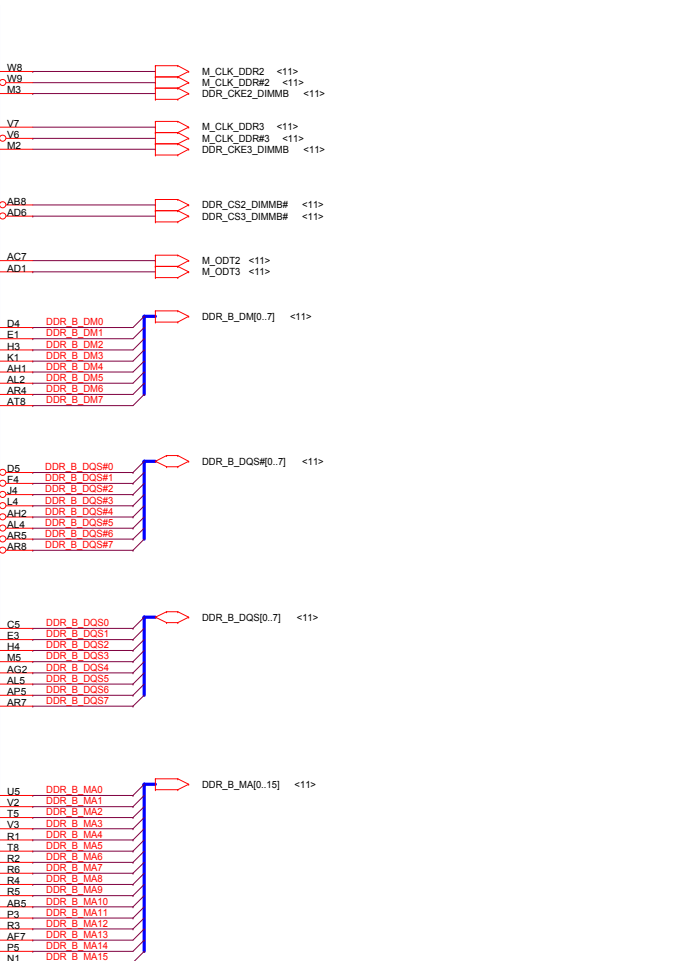 W8 M_CLK_DDR2 <11>
W9 M_CLK_DDR#2 <11>
M3 DDR_CKE2_DIMMB <11>
V7 M_CLK_DDR3 <11>
V6 M_CLK_DDR#3 <11>
M2 DDR_CKE3_DIMMB <11>
AB8 DDR_CS2_DIMMB# <11>
AD6 DDR_CS3_DIMMB# <11>
AC7 M_ODT2 <11>
AD1 M_ODT3 <11>
DDR_B_DM[0..7] <11>
D4 DDR_B_DM0
E1 DDR_B_DM1
H3 DDR_B_DM2
K1 DDR_B_DM3
AH1 DDR_B_DM4
AL2 DDR_B_DM5
AR4 DDR_B_DM6
AT8 DDR_B_DM7
DDR_B_DQS#[0..7] <11>
D5 DDR_B_DQS#0
F4 DDR_B_DQS#1
J4 DDR_B_DQS#2
L4 DDR_B_DQS#3
AH2 DDR_B_DQS#4
AL4 DDR_B_DQS#5
AR5 DDR_B_DQS#6
AR8 DDR_B_DQS#7
DDR_B_DQS[0..7] <11>
C5 DDR_B_DQS0
E3 DDR_B_DQS1
H4 DDR_B_DQS2
M5 DDR_B_DQS3
AG2 DDR_B_DQS4
AL5 DDR_B_DQS5
AP5 DDR_B_DQS6
AR7 DDR_B_DQS7
DDR_B_MA[0..15] <11>
U5 DDR_B_MA0
V2 DDR_B_MA1
T5 DDR_B_MA2
V3 DDR_B_MA3
R1 DDR_B_MA4
T8 DDR_B_MA5
R2 DDR_B_MA6
R6 DDR_B_MA7
R4 DDR_B_MA8
R5 DDR_B_MA9
AB5 DDR_B_MA10
P3 DDR_B_MA11
R3 DDR_B_MA12
AF7 DDR_B_MA13
P5 DDR_B_MA14
N1 DDR_B_MA15